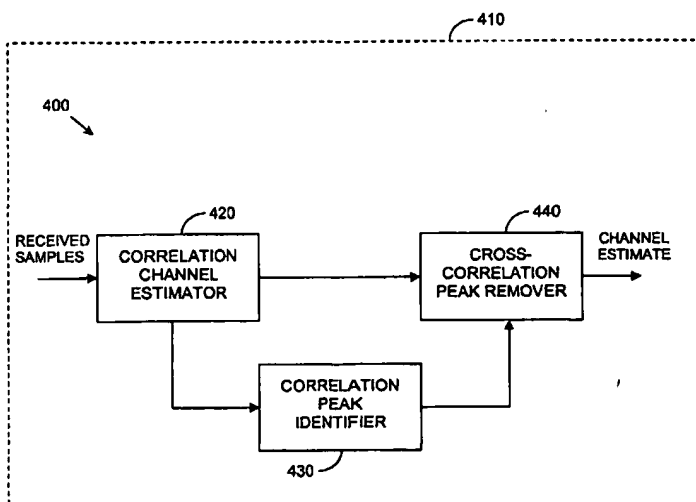 410
400
420
440
RECEIVED
SAMPLES
CORRELATION
CHANNEL
ESTIMATOR
CROSS-
CORRELATION
PEAK REMOVER
CHANNEL
ESTIMATE
CORRELATION
PEAK
IDENTIFIER
430